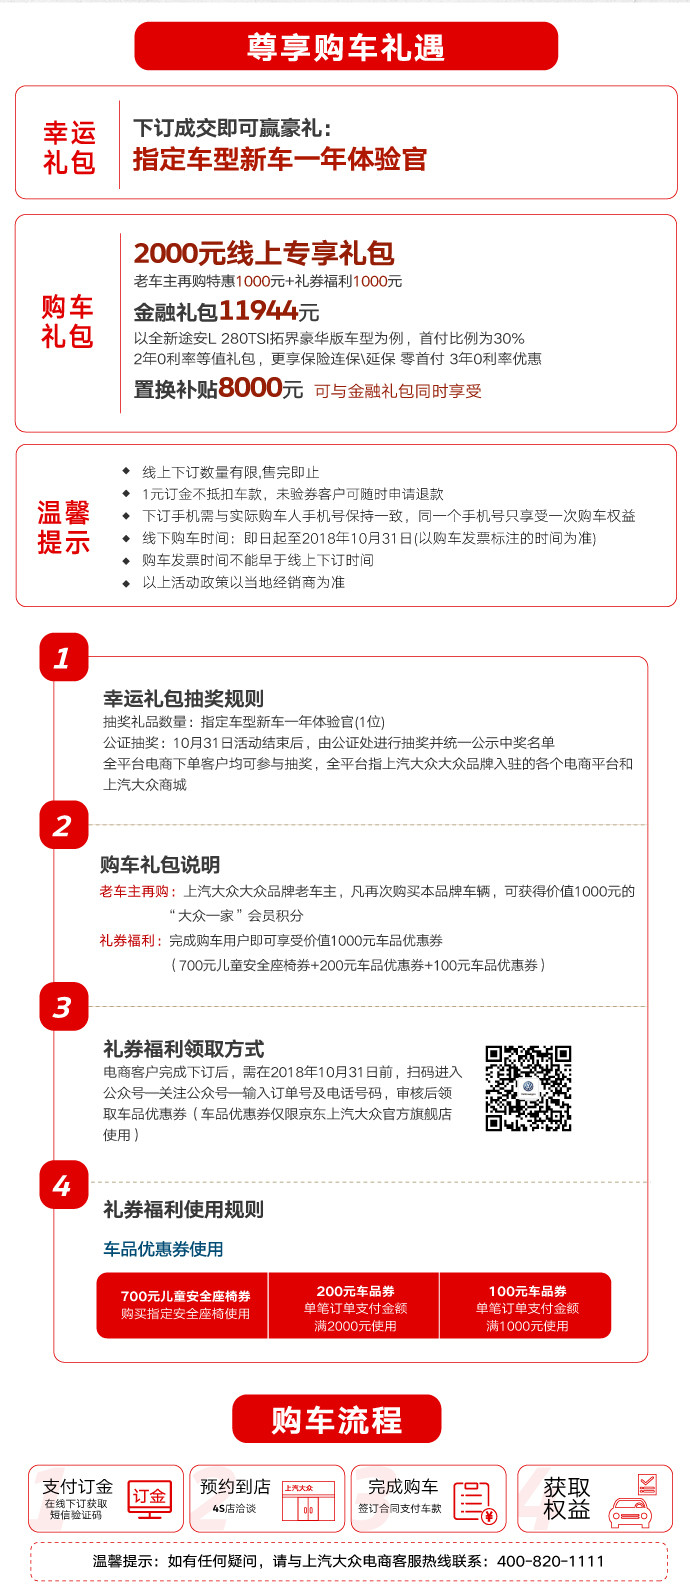 尊享购车礼遇
幸运
礼包
下订成交即可赢豪礼：
指定车型新车一年体验官
购车
礼包
2000元线上专享礼包
老车主再购特惠1000元+礼券福利1000元
金融礼包11944元
以全新途安L 280TSI拓界豪华版车型为例，首付比例为30%
2年0利率等值礼包，更享保险连保\延保 零首付 3年0利率优惠
置换补贴8000元 可与金融礼包同时享受
温馨
提示
◆ 线上下订数量有限,售完即止
◆ 1元订金不抵扣车款，未验券客户可随时申请退款
◆ 下订手机需与实际购车人手机号保持一致，同一个手机号只享受一次购车权益
◆ 线下购车时间：即日起至2018年10月31日(以购车发票标注的时间为准)
◆ 购车发票时间不能早于线上下订时间
◆ 以上活动政策以当地经销商为准
1
幸运礼包抽奖规则
抽奖礼品数量：指定车型新车一年体验官(1位)
公证抽奖：10月31日活动结束后，由公证处进行抽奖并统一公示中奖名单
全平台电商下单客户均可参与抽奖，全平台指上汽大众大众品牌入驻的各个电商平台和
上汽大众商城
2
购车礼包说明
老车主再购：上汽大众大众品牌老车主，凡再次购买本品牌车辆，可获得价值1000元的
“大众一家”会员积分
礼券福利：完成购车用户即可享受价值1000元车品优惠券
（700元儿童安全座椅券+200元车品优惠券+100元车品优惠券）
3
礼券福利领取方式
电商客户完成下订后，需在2018年10月31日前，扫码进入
公众号—关注公众号—输入订单号及电话号码，审核后领
取车品优惠券（车品优惠券仅限京东上汽大众官方旗舰店
使用）
4
礼券福利使用规则
车品优惠券使用
700元儿童安全座椅券
购买指定安全座椅使用
200元车品券
单笔订单支付金额
满2000元使用
100元车品券
单笔订单支付金额
满1000元使用
购车流程
1
支付订金
在线下订获取
短信验证码
订金
2
预约到店
4S店洽谈
上汽大众
3
完成购车
签订合同支付车款
4
获取
权益
温馨提示：如有任何疑问，请与上汽大众电商客服热线联系：400-820-1111